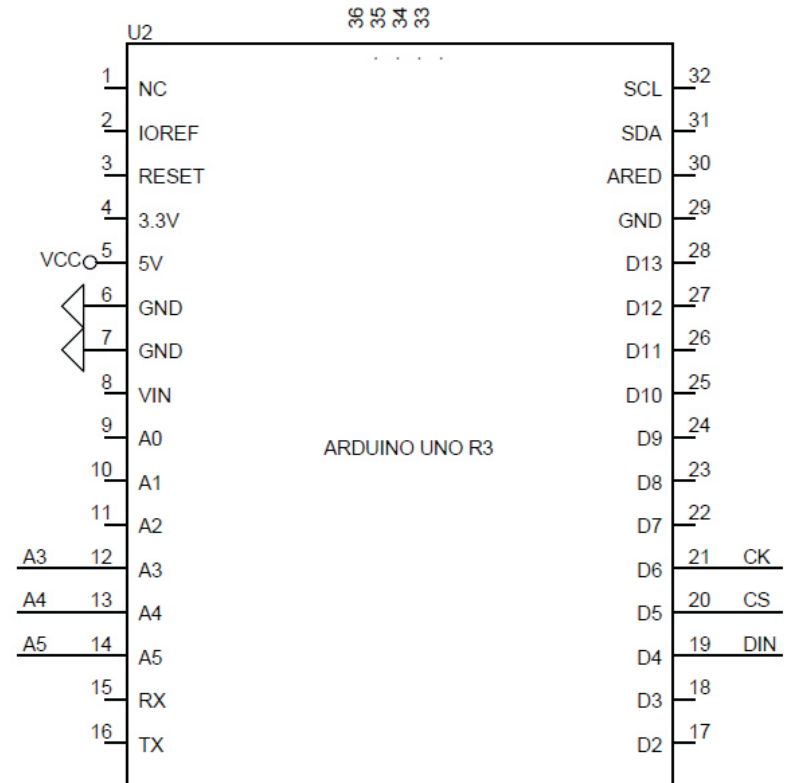 36 35 34 33
U2
1 NC SCL 32
2 IOREF SDA 31
3 RESET ARED 30
4 3.3V GND 29
VCC 5 5V D13 28
6 GND D12 27
7 GND D11 26
8 VIN D10 25
9 A0 ARDUINO UNO R3 D9 24
10 A1 D8 23
11 A2 D7 22
A3 12 A3 D6 21 CK
A4 13 A4 D5 20 CS
A5 14 A5 D4 19 DIN
15 RX D3 18
16 TX D2 17